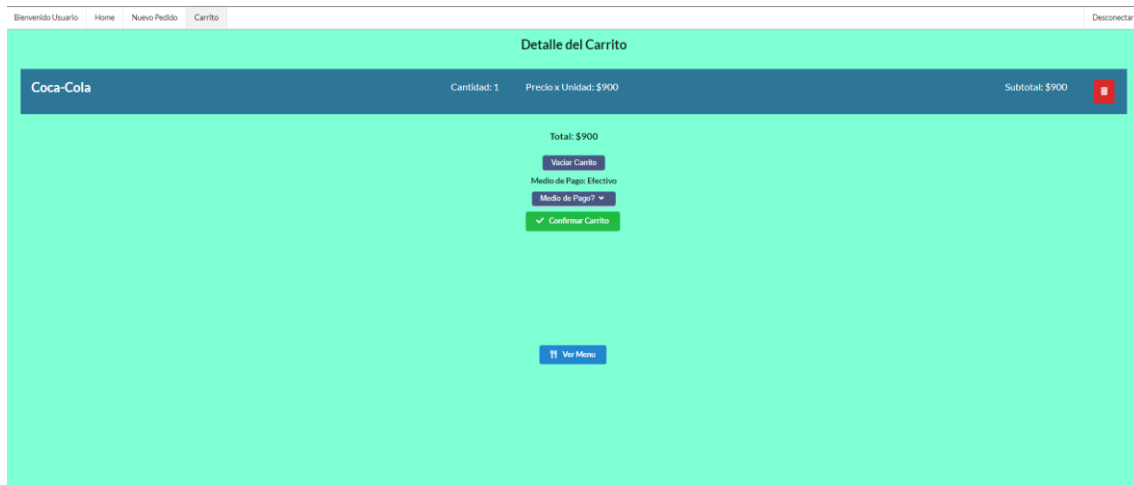 Bienvenido Usuario Home Nuevo Pedido Carrito Desconectar
Detalle del Carrito
Coca-Cola Cantidad: 1 Precio x Unidad: $900 Subtotal: $900
Total: $900
Vaciar Carrito
Medio de Pago: Efectivo
Medio de Pago?
Confirmar Carrito
Ver Menu